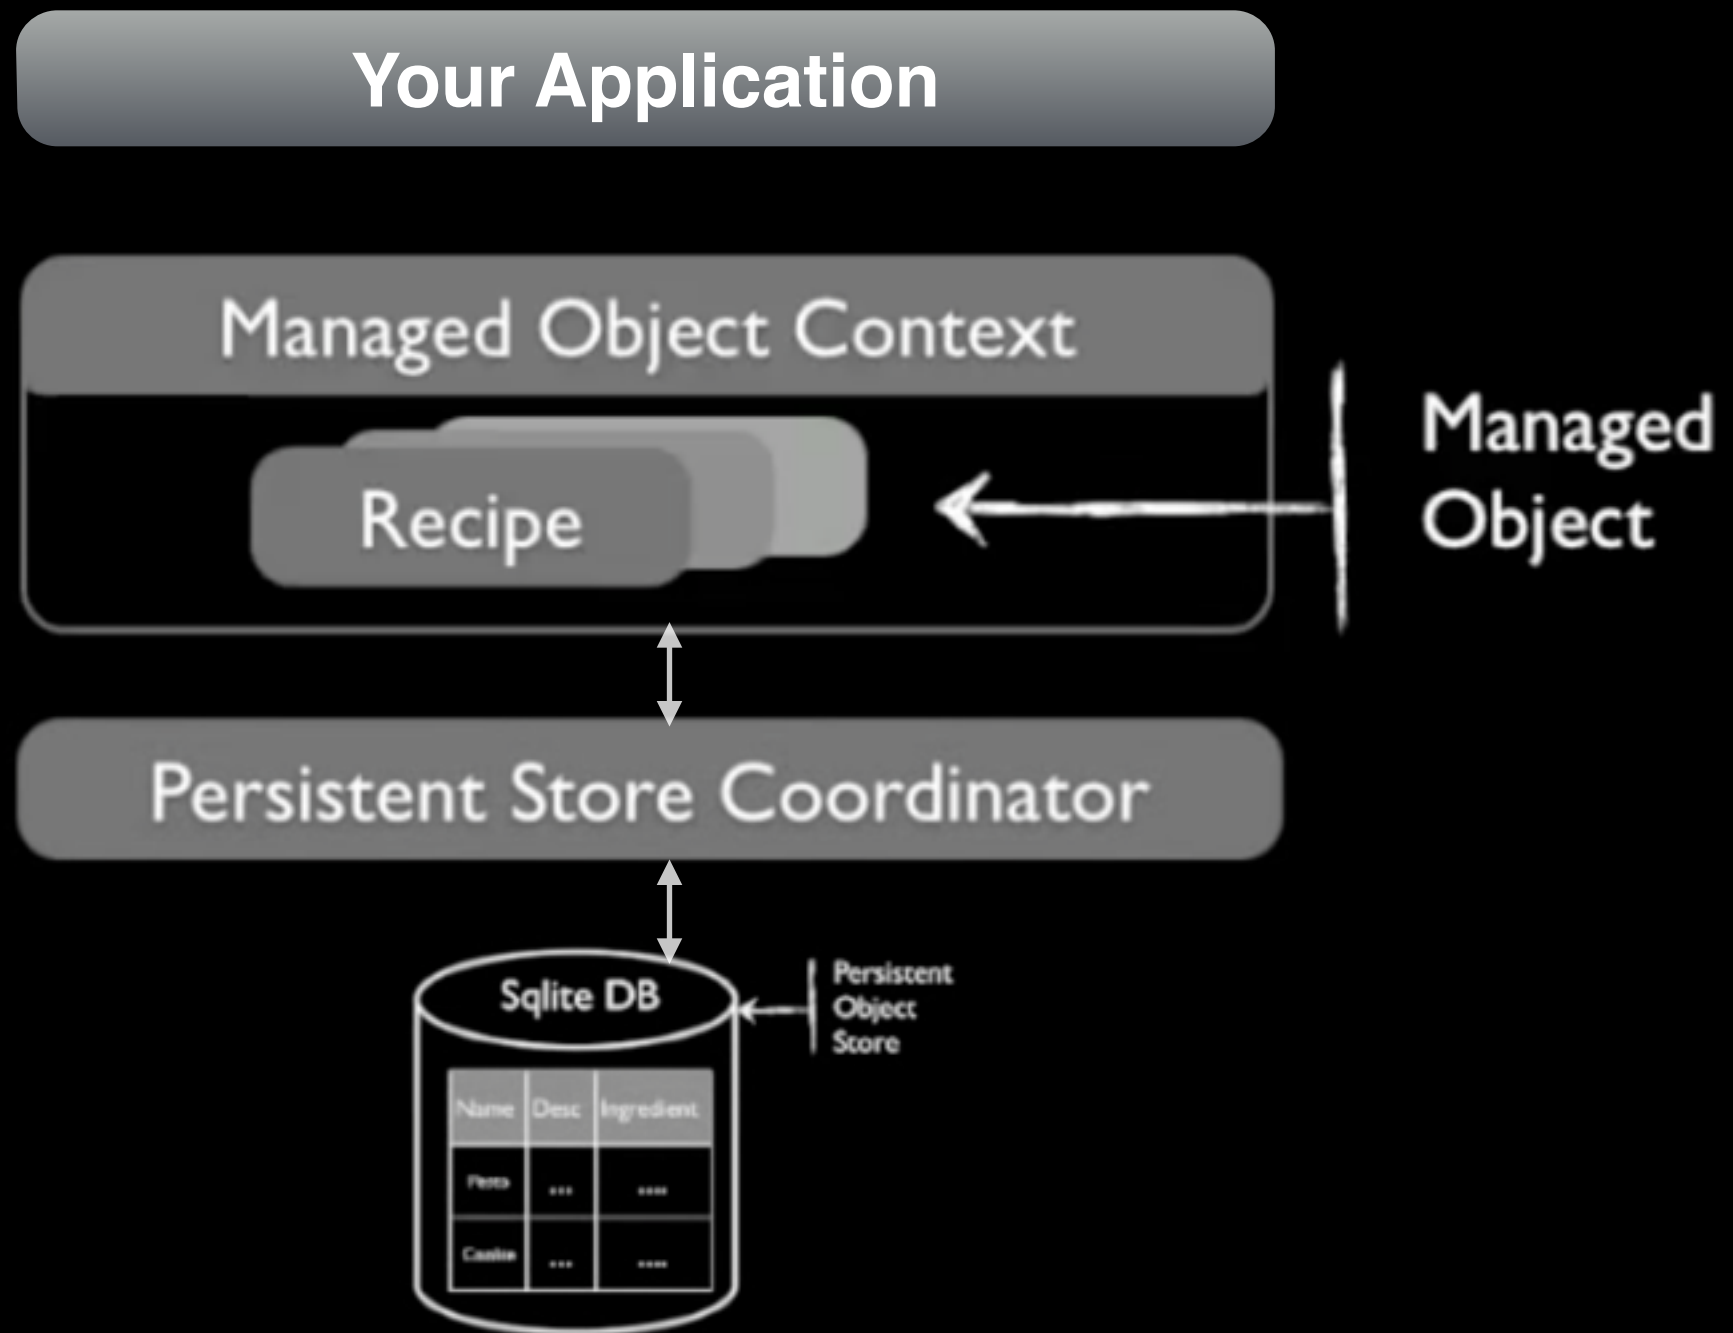 Your Application
Managed Object Context
Managed
Object
Recipe
Persistent Store Coordinator
Sqlite DB
Persistent
Object
Store
Name Desc Ingredient
... ....
... ....